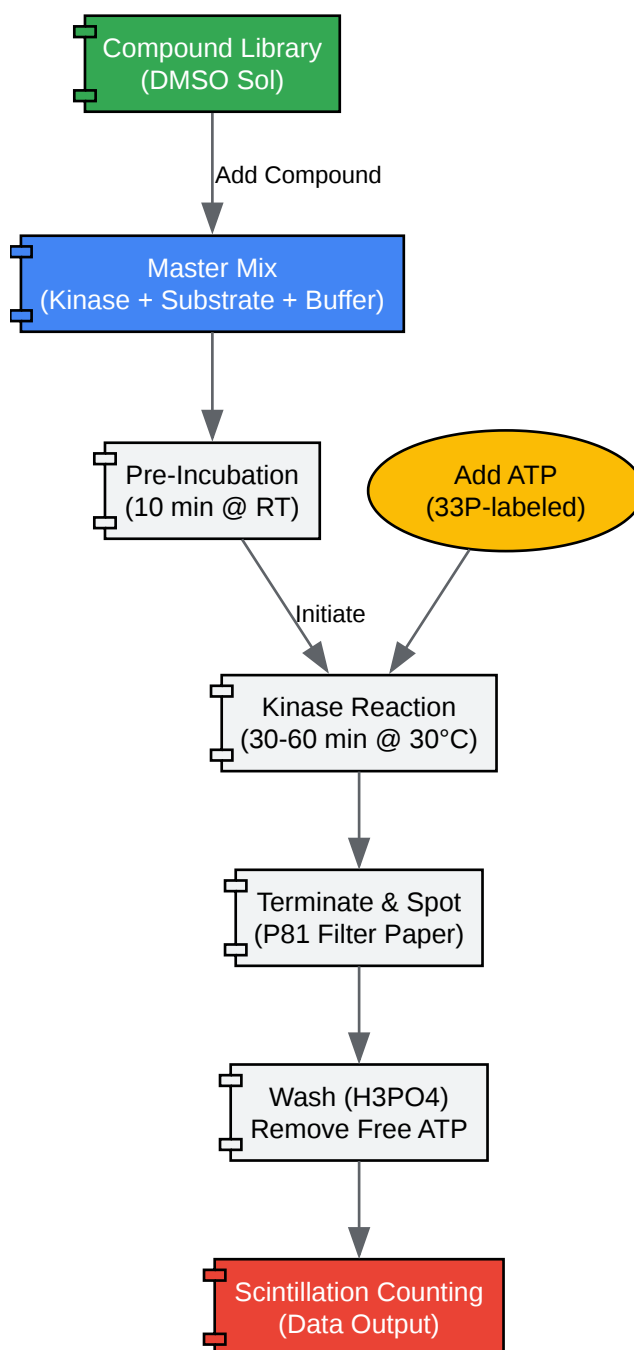 Compound Library
(DMSO Sol)
Add Compound
Master Mix
(Kinase + Substrate + Buffer)
Pre-Incubation
(10 min @ RT)
Add ATP
(33P-labeled)
Initiate
Kinase Reaction
(30-60 min @ 30°C)
Terminate & Spot
(P81 Filter Paper)
Wash (H3PO4)
Remove Free ATP
Scintillation Counting
(Data Output)